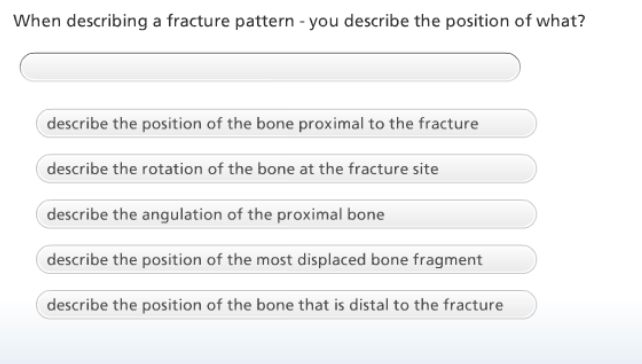 When describing a fracture pattern - you describe the position of what?
describe the position of the bone proximal to the fracture
describe the rotation of the bone at the fracture site
describe the angulation of the proximal bone
describe the position of the most displaced bone fragment
describe the position of the bone that is distal to the fracture